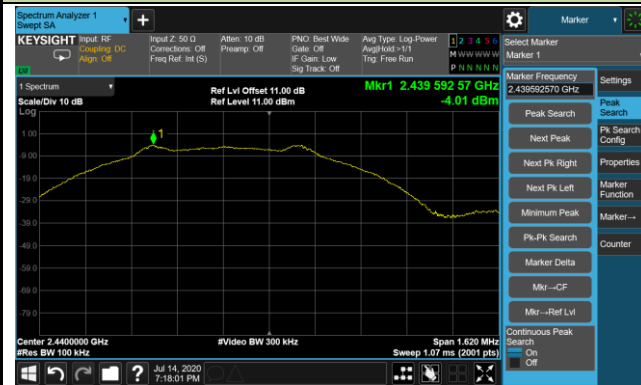 Spectrum Analyzer 1
Swept SA
Marker
KEYSIGHT
Input: RF
Coupling: DC
Align: Off
Input Z: 50 Ω
Corrections: Off
Freq Ref: Int (S)
Atten: 10 dB
Preamp: Off
PNO: Best Wide
Gate: Off
IF Gain: Low
Sig Track: Off
Avg Type: Log-Power
Avg|Hold:>1/1
Trig: Free Run
1 2 3 4 5 6
M W W W W W
P N N N N N
LXI
Select Marker
Marker 1
1 Spectrum
Scale/Div 10 dB
Log
Ref Lvl Offset 11.00 dB
Ref Level 11.00 dBm
Mkr1 2.439 592 57 GHz
-4.01 dBm
1
1.00
-9.00
-19.0
-29.0
-39.0
-49.0
-59.0
-69.0
-79.0
Center 2.4400000 GHz
#Res BW 100 kHz
#Video BW 300 kHz
Span 1.620 MHz
Sweep 1.07 ms (2001 pts)
Marker Frequency
2.439592570 GHz
Peak Search
Next Peak
Next Pk Right
Next Pk Left
Minimum Peak
Pk-Pk Search
Marker Delta
Mkr→CF
Mkr→Ref Lvl
Continuous Peak
Search
On
Off
Settings
Peak
Search
Pk Search
Config
Properties
Marker
Function
Marker→
Counter
Jul 14, 2020
7:18:01 PM